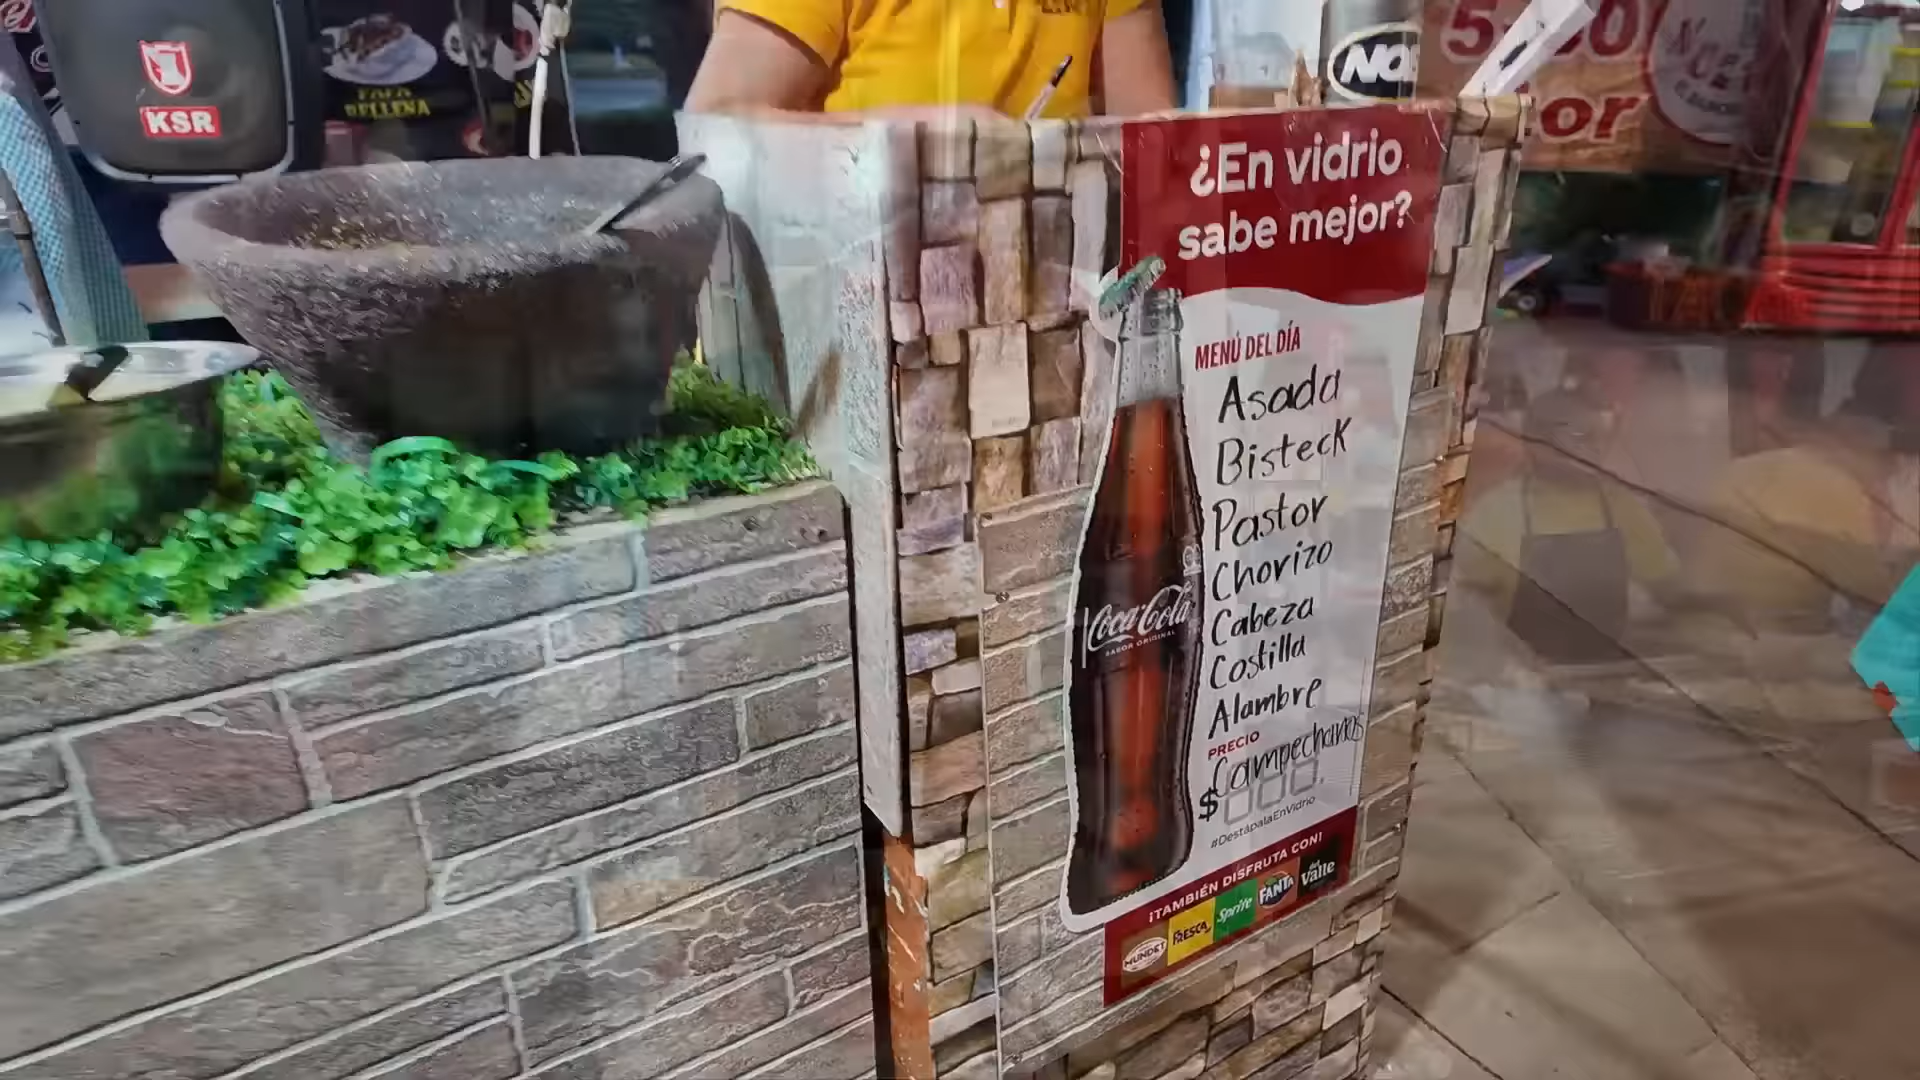 KSR
PAPA
RELLENA
¿En vidrio
sabe mejor?
MENÚ DEL DÍA
Asada
Bisteck
Pastor
Chorizo
Cabeza
Costilla
Alambre
PRECIO
Campechanos
$
#DestápalaEnVidrio
Coca-Cola
SABOR ORIGINAL
¡TAMBIÉN DISFRUTA CON!
MUNDET
FRESCA
Sprite
FANTA
del Valle